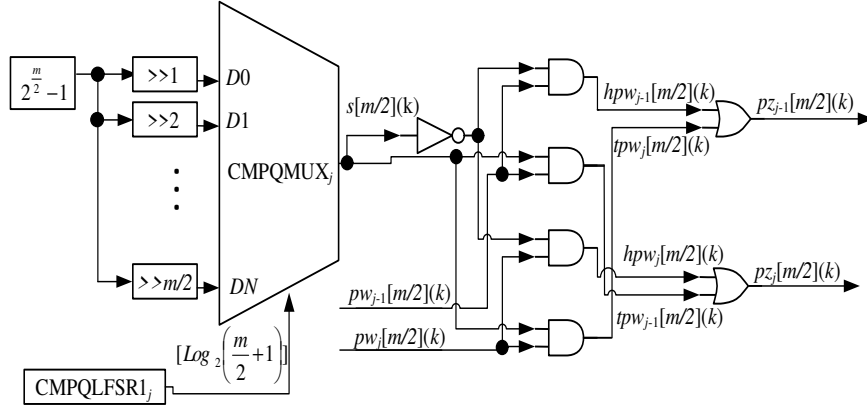 2^(m/2) −1
>>1
>>2
>>m/2
D0
D1
DN
CMPQMUX_j
s[m/2](k)
pw_{j-1}[m/2](k)
pw_j[m/2](k)
[Log_2(m/2+1)]
CMPQLFSR1_j
hpw_{j-1}[m/2](k)
tpw_j[m/2](k)
pz_{j-1}[m/2](k)
hpw_j[m/2](k)
tpw_{j-1}[m/2](k)
pz_j[m/2](k)